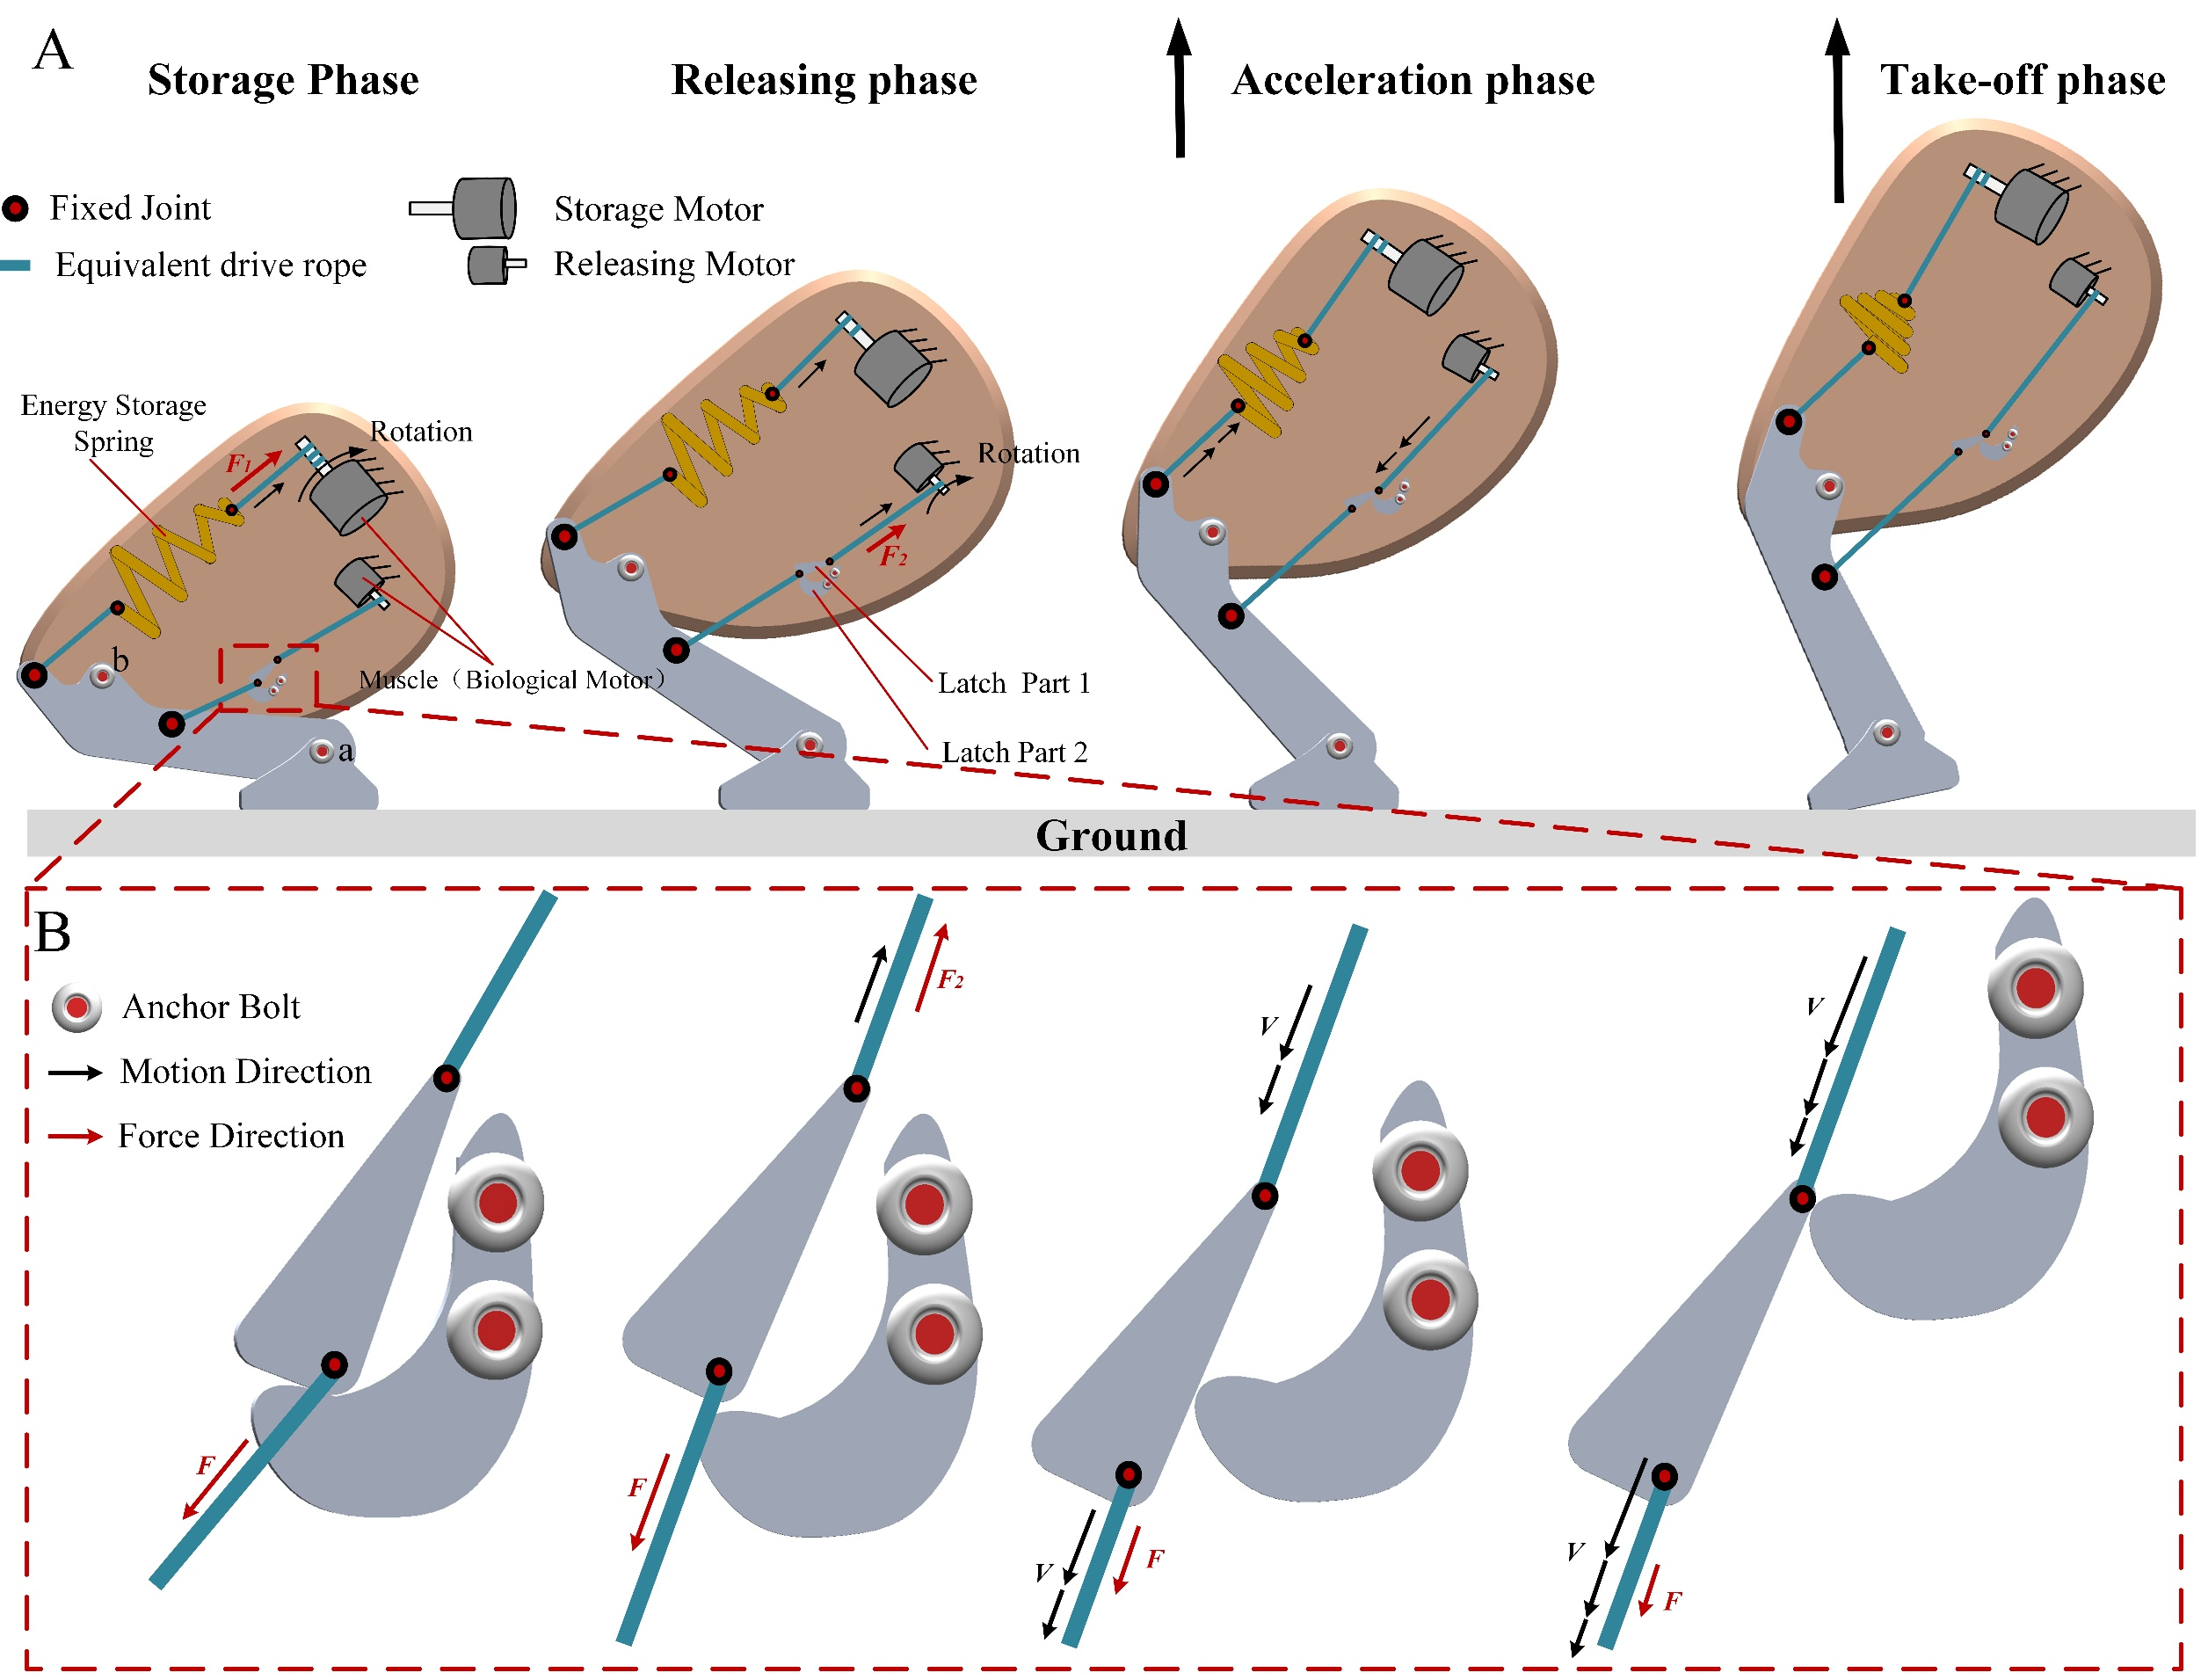 A
Storage Phase
Releasing phase
Acceleration phase
Take-off phase
Fixed Joint
Storage Motor
Equivalent drive rope
Releasing Motor
Energy Storage
Spring
F1
Rotation
Rotation
F2
b
Muscle（Biological Motor）
Latch Part 1
a
Latch Part 2
Ground
B
Anchor Bolt
Motion Direction
Force Direction
F
F2
F
V
V
F
V
V
F